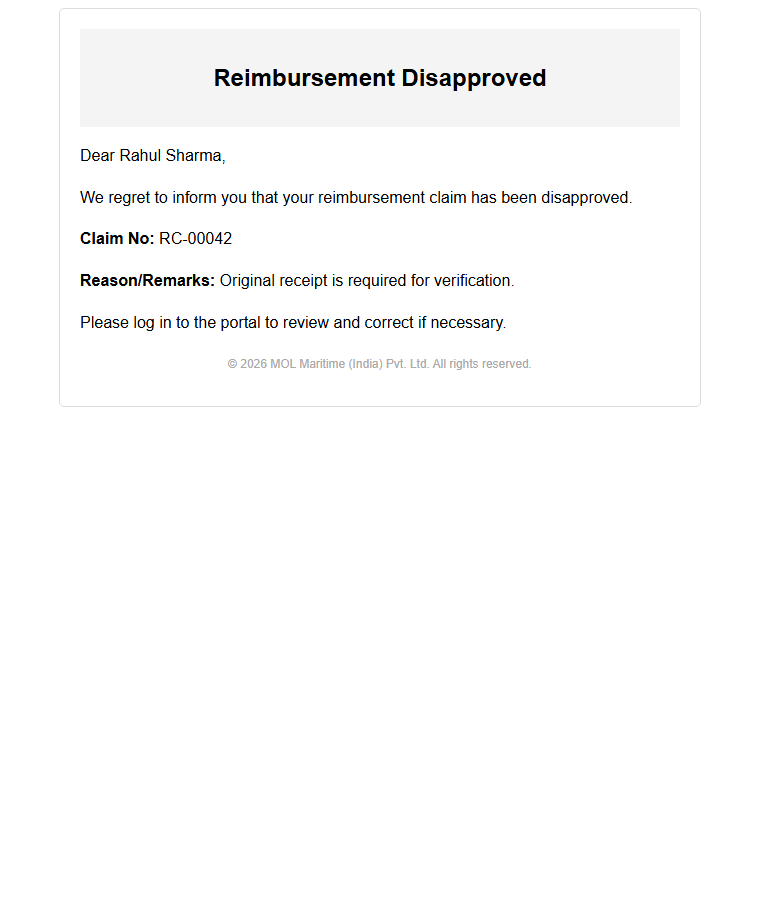 Reimbursement Disapproved
Dear Rahul Sharma,
We regret to inform you that your reimbursement claim has been disapproved.
Claim No: RC-00042
Reason/Remarks: Original receipt is required for verification.
Please log in to the portal to review and correct if necessary.
© 2026 MOL Maritime (India) Pvt. Ltd. All rights reserved.